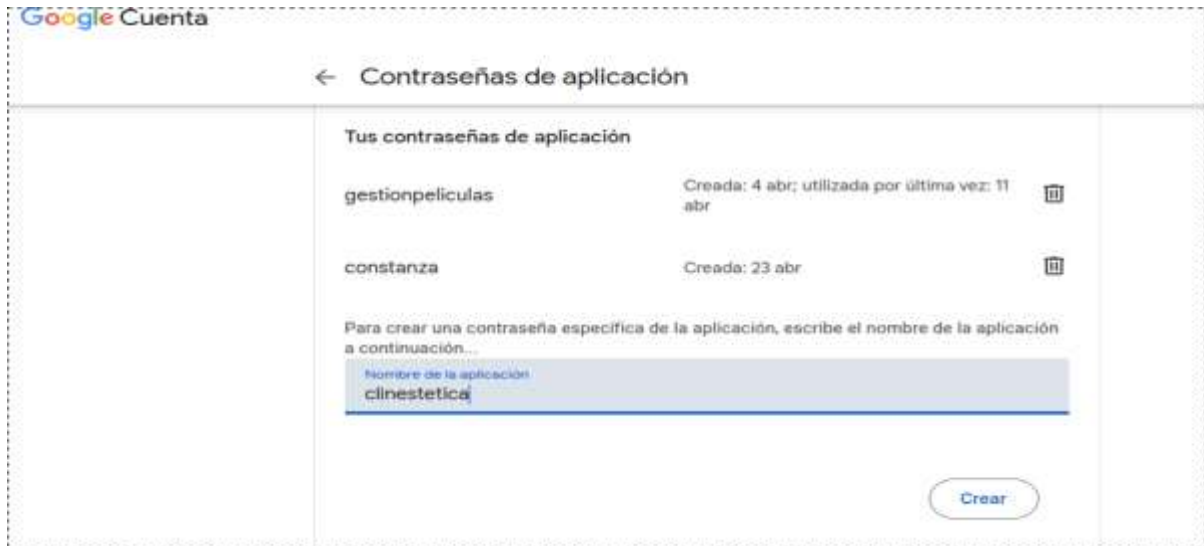 Google Cuenta
← Contraseñas de aplicación
Tus contraseñas de aplicación
gestionpeliculas
Creada: 4 abr; utilizada por última vez: 11
abr
constanza
Creada: 23 abr
Para crear una contraseña específica de la aplicación, escribe el nombre de la aplicación
a continuación...
Nombre de la aplicación
clinestetica
Crear